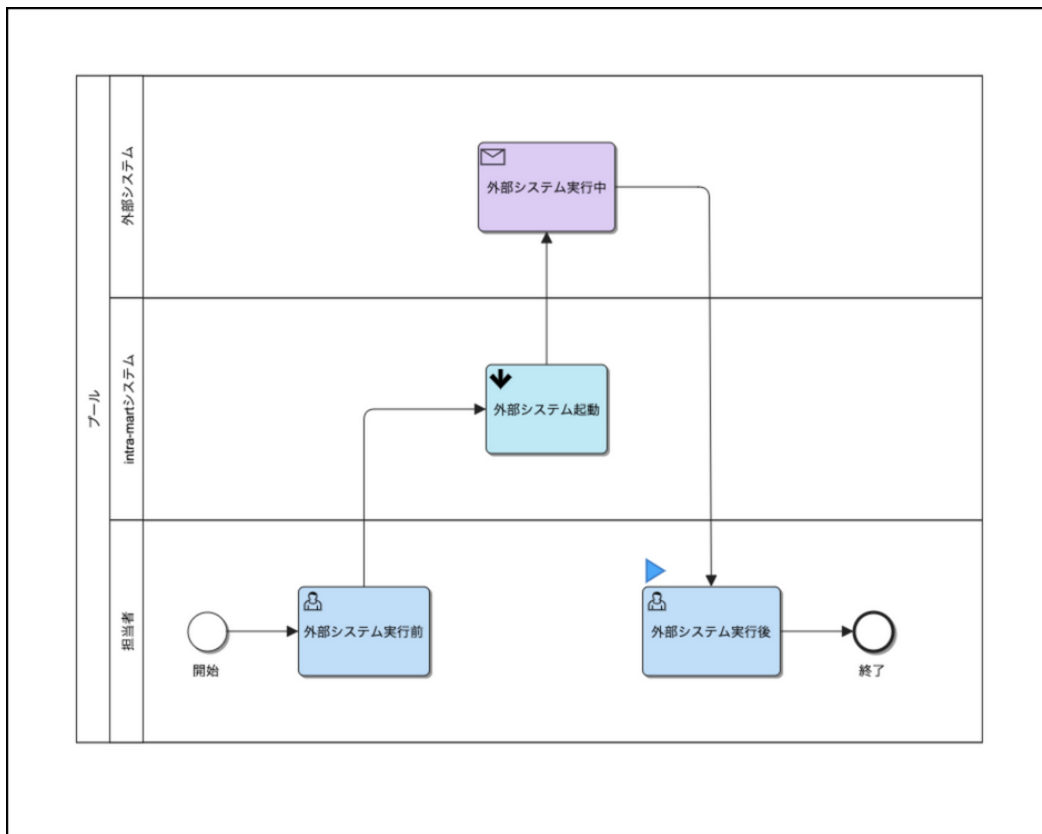 プール
外部システム
外部システム実行中
intra-martシステム
外部システム起動
担当者
開始
外部システム実行前
外部システム実行後
終了